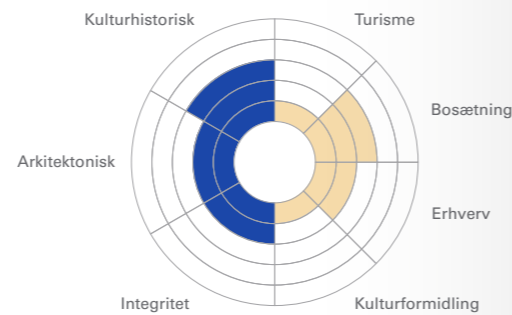 Kulturhistorisk
Turisme
Bosætning
Arkitektonisk
Erhverv
Integritet
Kulturformidling